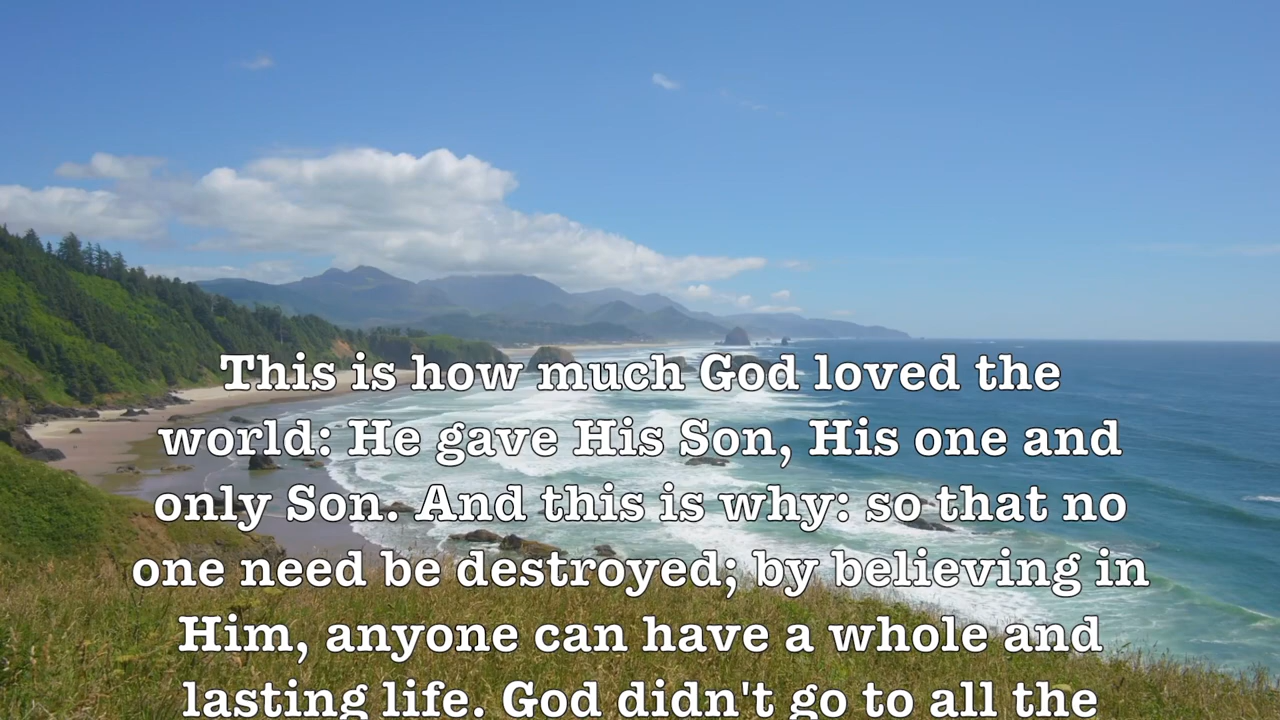 This is how much God loved the
world: He gave His Son, His one and
only Son. And this is why: so that no
one need be destroyed; by believing in
Him, anyone can have a whole and
lasting life. God didn't go to all the